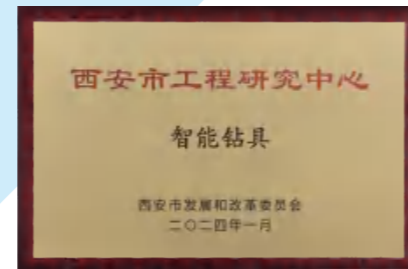 西安市工程研究中心
智能钻具
西安市发展和改革委员会
二〇二四年一月